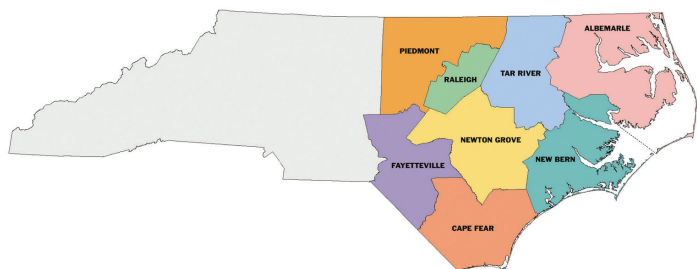 ALBEMARLE
PIEDMONT
TAR RIVER
RALEIGH
NEWTON GROVE
NEW BERN
FAYETTEVILLE
CAPE FEAR